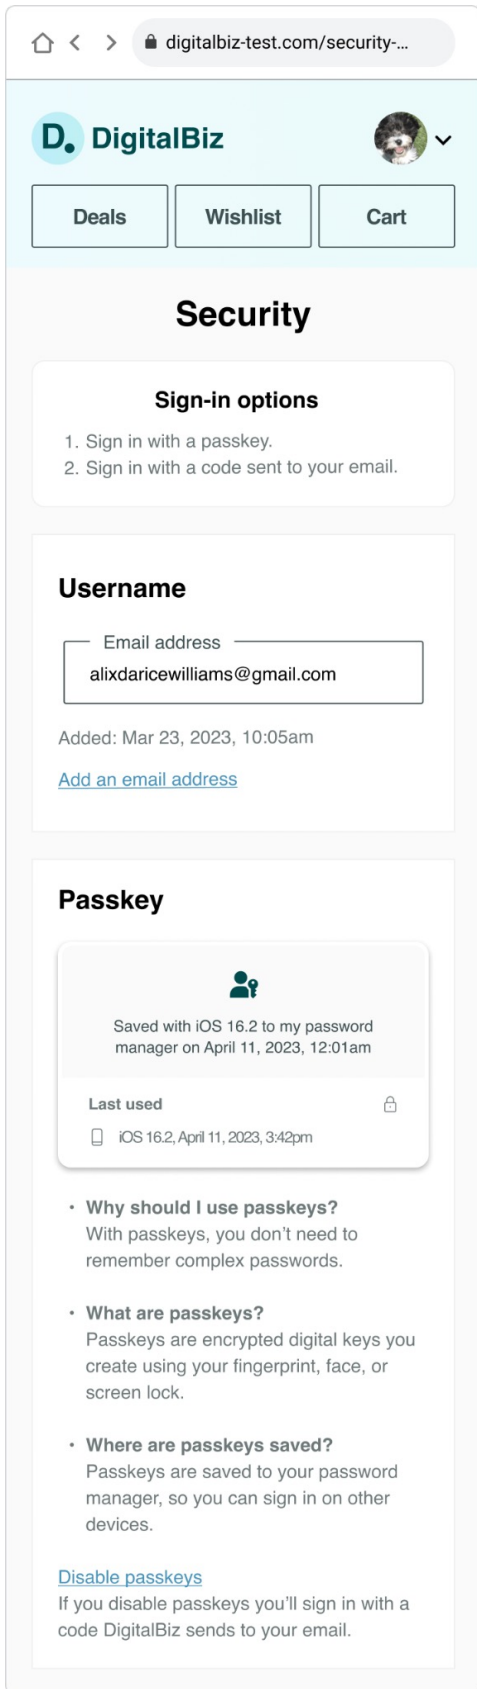 digitalbiz-test.com/security-...
D. DigitalBiz
Deals Wishlist Cart
Security
Sign-in options
1. Sign in with a passkey.
2. Sign in with a code sent to your email.
Username
Email address
alixdaricewilliams@gmail.com
Added: Mar 23, 2023, 10:05am
Add an email address
Passkey
Saved with iOS 16.2 to my password
manager on April 11, 2023, 12:01am
Last used
iOS 16.2, April 11, 2023, 3:42pm
• Why should I use passkeys?
With passkeys, you don’t need to
remember complex passwords.
• What are passkeys?
Passkeys are encrypted digital keys you
create using your fingerprint, face, or
screen lock.
• Where are passkeys saved?
Passkeys are saved to your password
manager, so you can sign in on other
devices.
Disable passkeys
If you disable passkeys you’ll sign in with a
code DigitalBiz sends to your email.